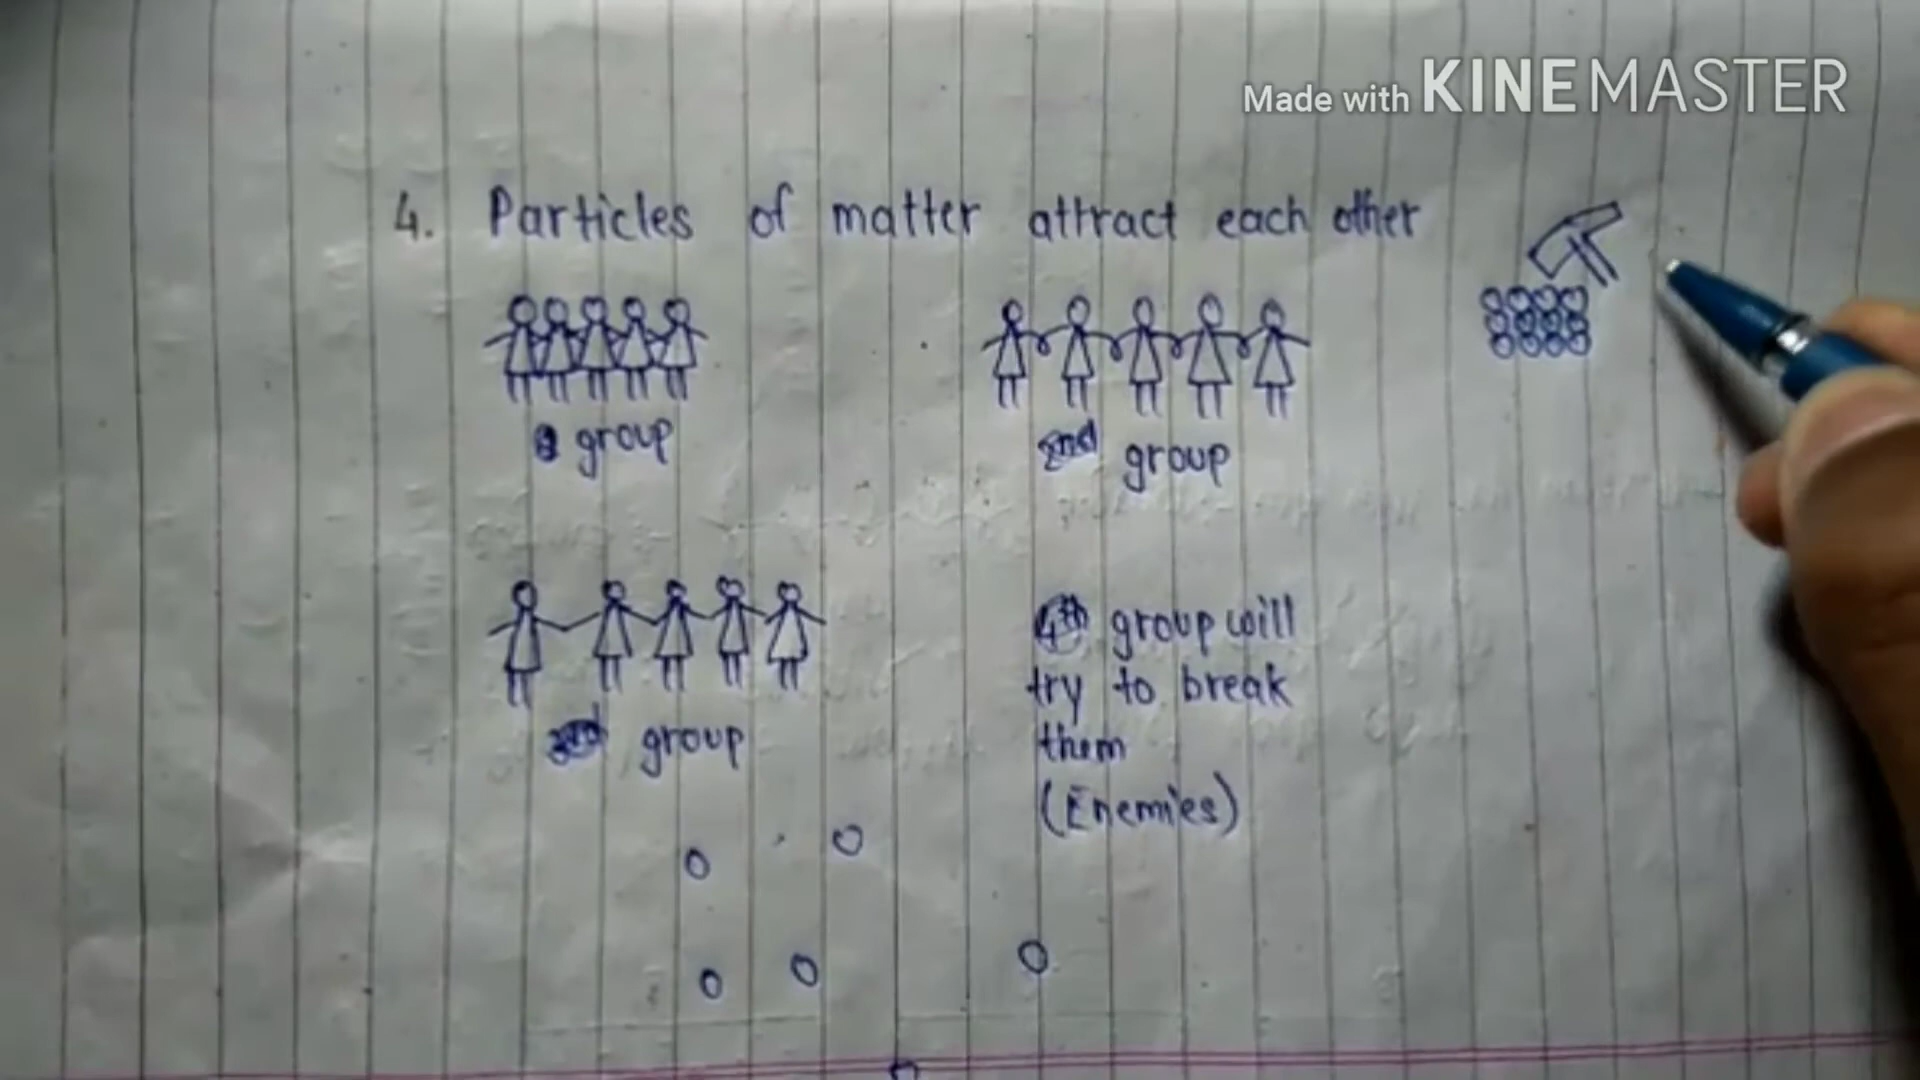 Made with KINEMASTER
4. Particles of matter attract each other
group
2nd group
3rd group
4th group will
try to break
them
(Enemies)